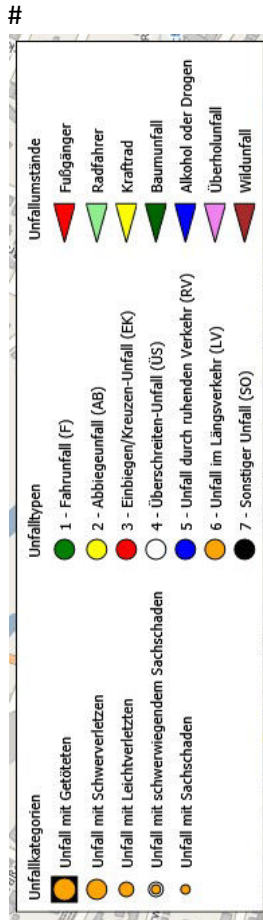 #
Unfallkategorien
Unfall mit Getöteten
Unfall mit Schwerverletzen
Unfall mit Leichtverletzten
Unfall mit schwerwiegendem Sachschaden
Unfall mit Sachschaden
Unfalltypen
1 - Fahrunfall (F)
2 - Abbiegeunfall (AB)
3 - Einbiegen/Kreuzen-Unfall (EK)
4 - Überschreiten-Unfall (ÜS)
5 - Unfall durch ruhenden Verkehr (RV)
6 - Unfall im Längsverkehr (LV)
7 - Sonstiger Unfall (SO)
Unfallumstände
Fußgänger
Radfahrer
Kraftrad
Baumunfall
Alkohol oder Drogen
Überholunfall
Wildunfall